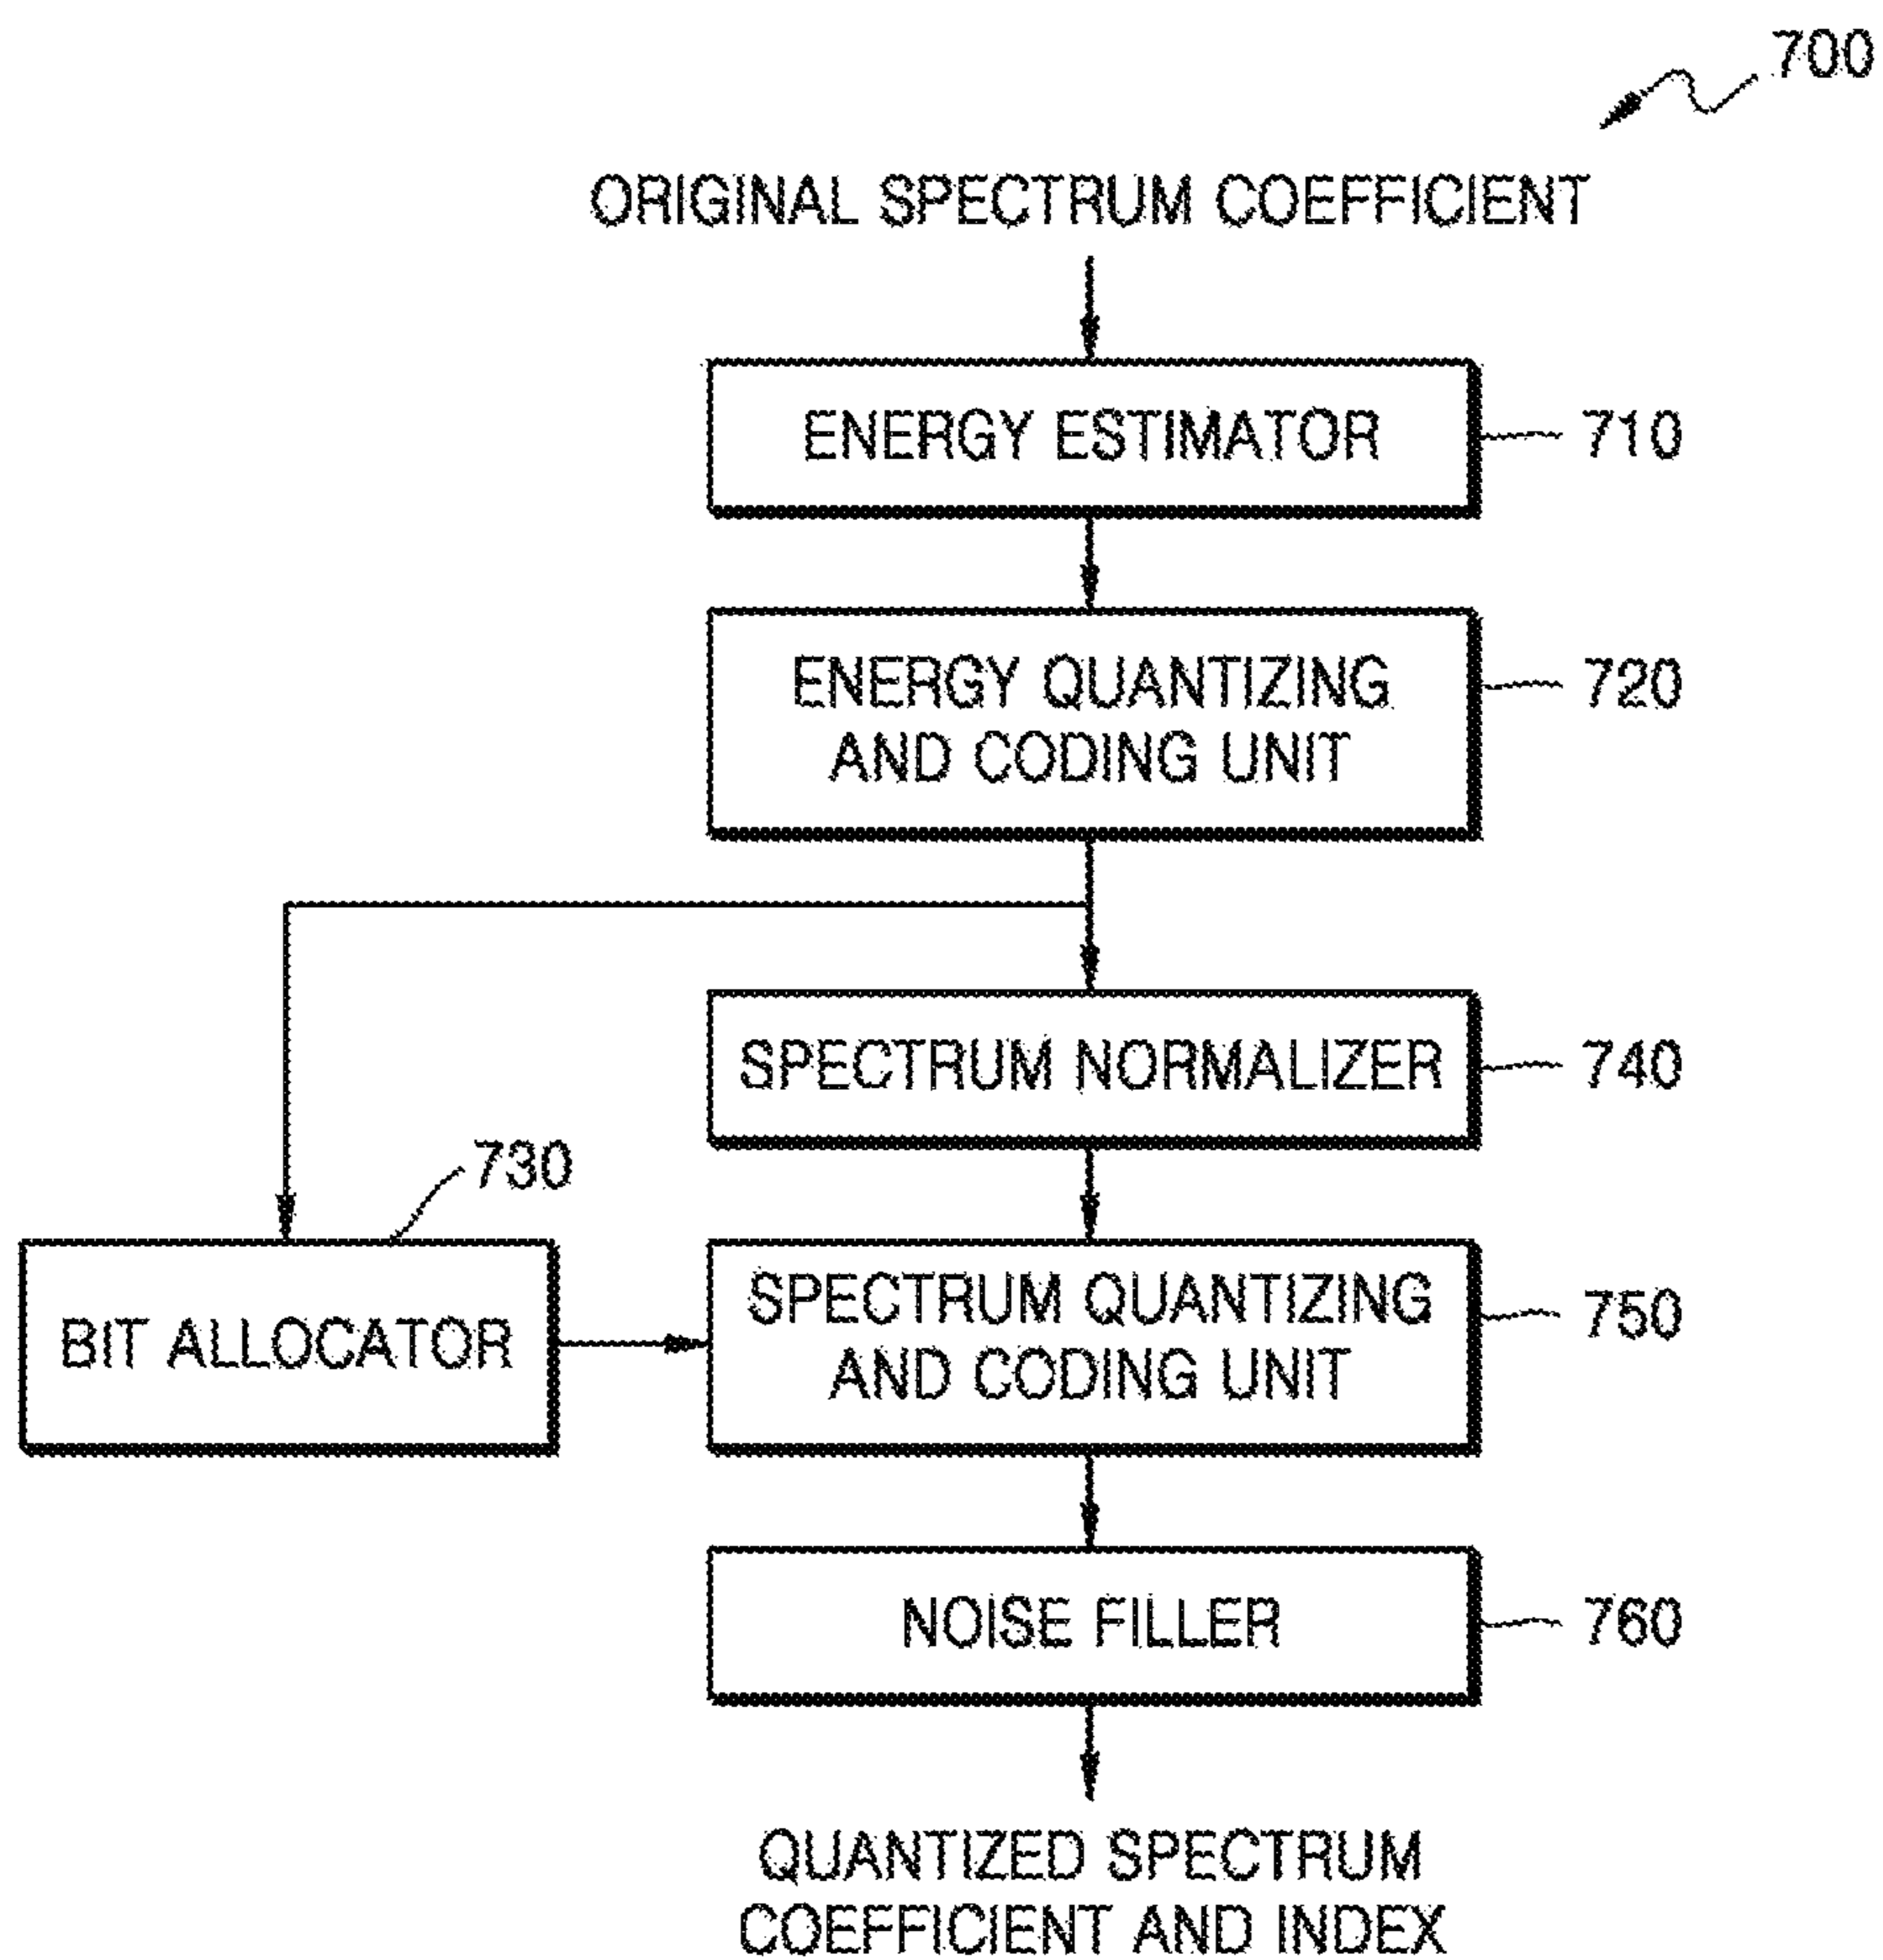 700
ORIGINAL SPECTRUM COEFFICIENT
ENERGY ESTIMATOR
710
ENERGY QUANTIZING
AND CODING UNIT
720
SPECTRUM NORMALIZER
740
730
BIT ALLOCATOR
SPECTRUM QUANTIZING
AND CODING UNIT
750
NOISE FILLER
760
QUANTIZED SPECTRUM
COEFFICIENT AND INDEX